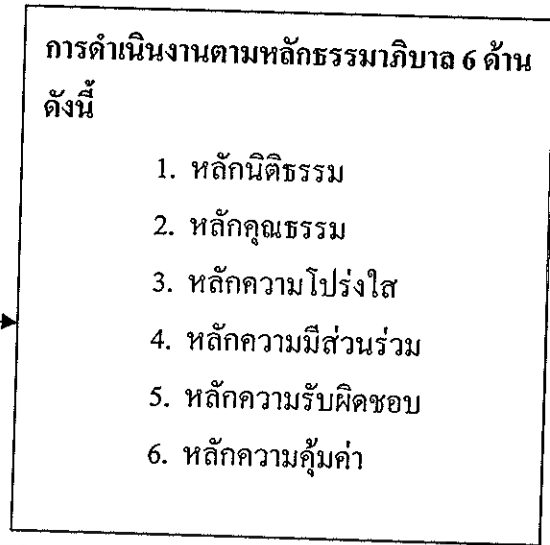 การดำเนินงานตามหลักธรรมาภิบาล 6 ด้าน
ดังนี้
1. หลักนิติธรรม
2. หลักคุณธรรม
3. หลักความโปร่งใส
4. หลักความมีส่วนร่วม
5. หลักความรับผิดชอบ
6. หลักความคุ้มค่า